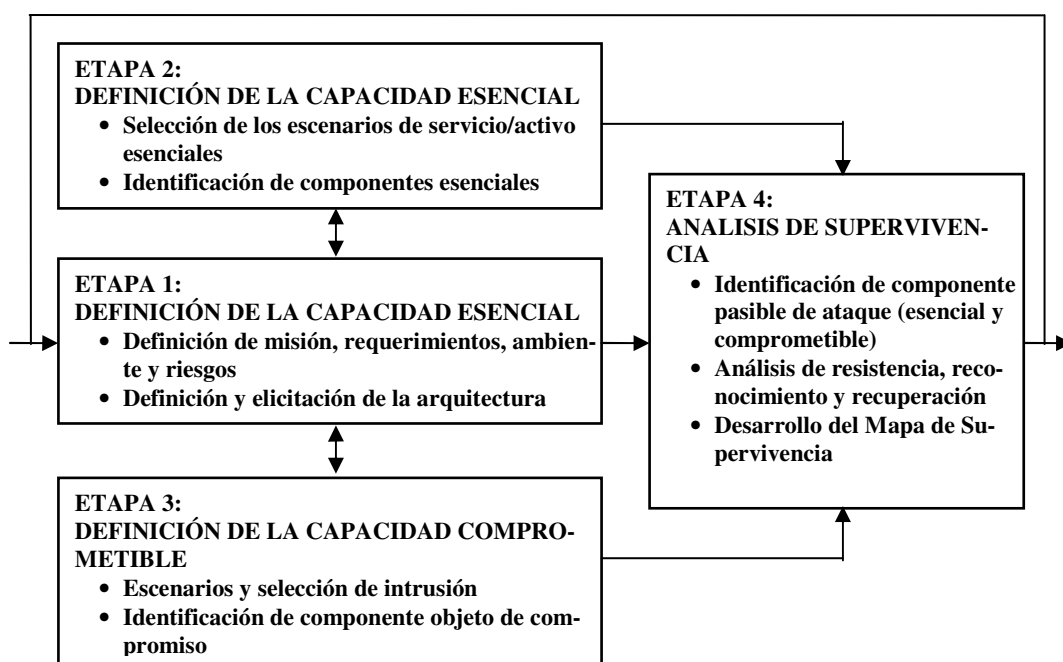 ETAPA 2:
DEFINICIÓN DE LA CAPACIDAD ESENCIAL
• Selección de los escenarios de servicio/activo
esenciales
• Identificación de componentes esenciales
ETAPA 1:
DEFINICIÓN DE LA CAPACIDAD ESENCIAL
• Definición de misión, requerimientos, ambien-
te y riesgos
• Definición y elicitación de la arquitectura
ETAPA 3:
DEFINICIÓN DE LA CAPACIDAD COMPRO-
METIBLE
• Escenarios y selección de intrusión
• Identificación de componente objeto de com-
promiso
ETAPA 4:
ANALISIS DE SUPERVIVEN-
CIA
• Identificación de componente
pasible de ataque (esencial y
comprometible)
• Análisis de resistencia, reco-
nocimiento y recuperación
• Desarrollo del Mapa de Su-
pervivencia